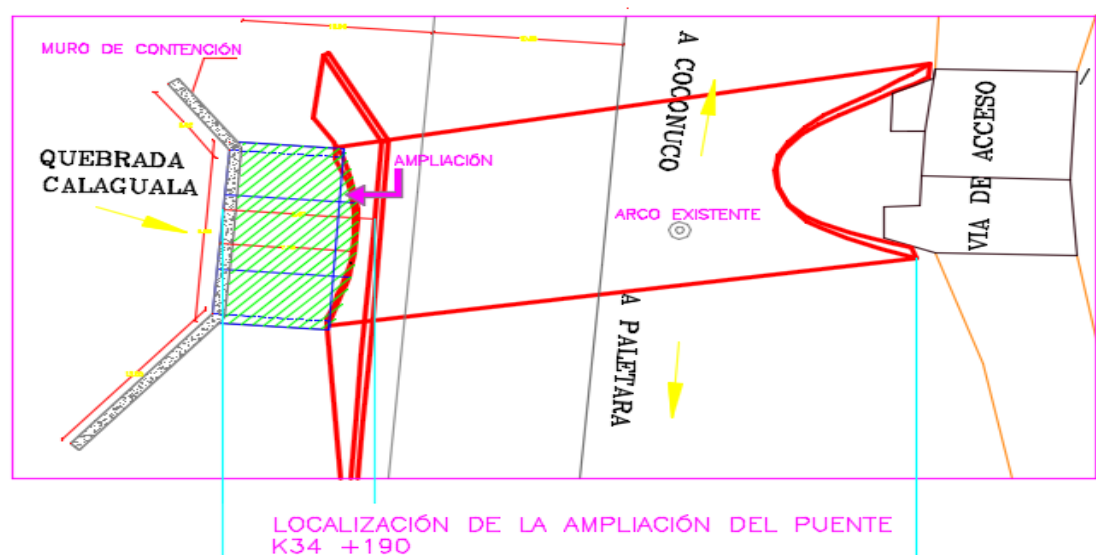 MURO DE CONTENCIÓN
QUEBRADA
CALAGUALA
AMPLIACIÓN
A COCONUCO
ARCO EXISTENTE
A PALETARA
VIA DE ACCESO
LOCALIZACIÓN DE LA AMPLIACIÓN DEL PUENTE
K34 +190